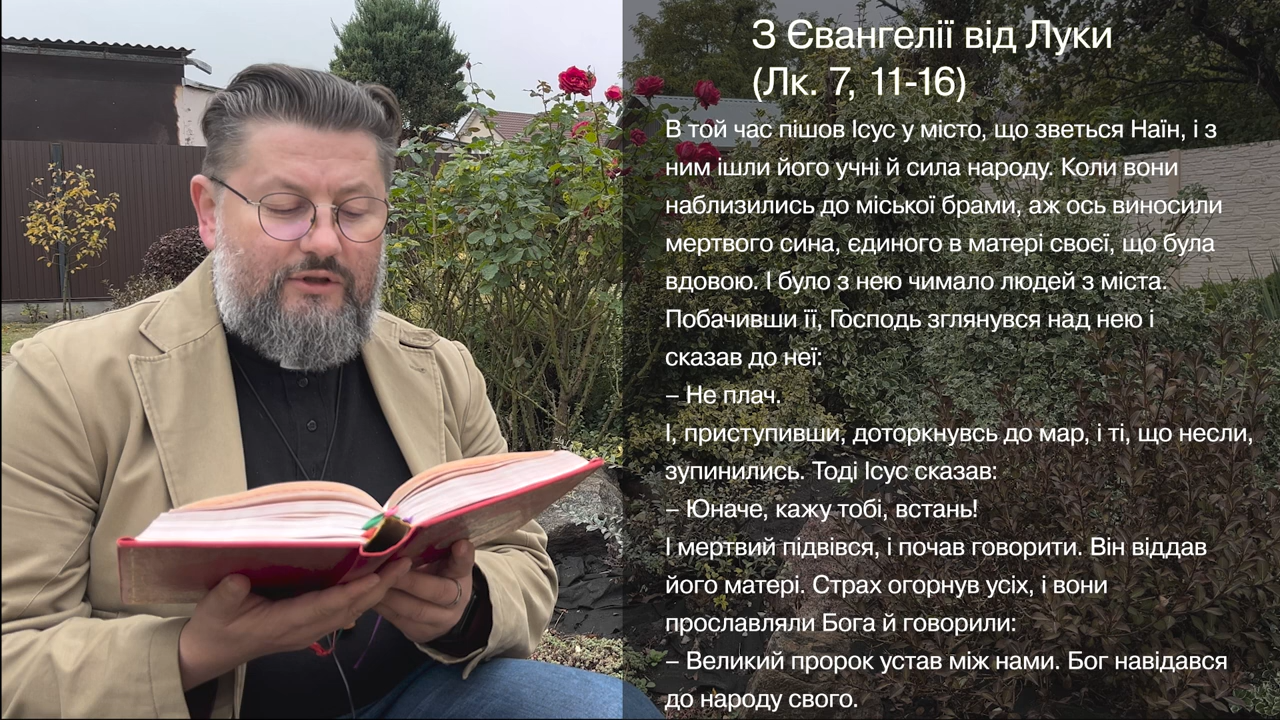 З Євангелії від Луки
(Лк. 7, 11-16)
В той час пішов Ісус у місто, що зветься Наїн, і з
ним ішли його учні й сила народу. Коли вони
наблизились до міської брами, аж ось виносили
мертвого сина, єдиного в матері своєї, що була
вдовою. І було з нею чимало людей з міста.
Побачивши її, Господь зглянувся над нею і
сказав до неї:
– Не плач.
І, приступивши, доторкнувсь до мар, і ті, що несли,
зупинились. Тоді Ісус сказав:
– Юначе, кажу тобі, встань!
І мертвий підвівся, і почав говорити. Він віддав
його матері. Страх огорнув усіх, і вони
прославляли Бога й говорили:
– Великий пророк устав між нами. Бог навідався
до народу свого.